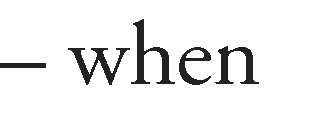 — when